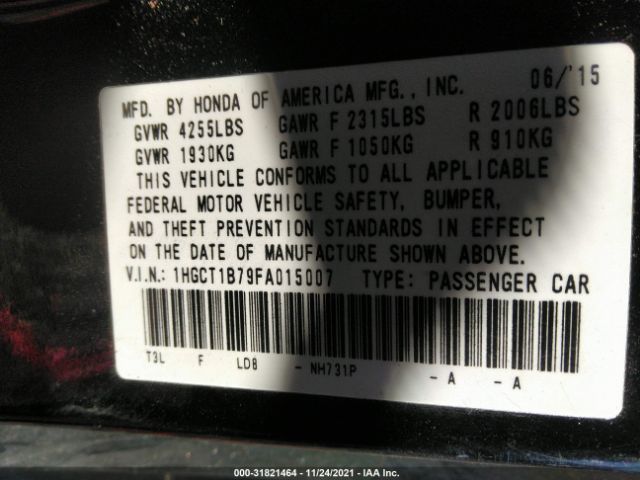 MFD. BY HONDA OF AMERICA MFG., INC. 06/'15
GVWR 4255LBS GAWR F 2315LBS R 2006LBS
GVWR 1930KG GAWR F 1050KG R 910KG
THIS VEHICLE CONFORMS TO ALL APPLICABLE
FEDERAL MOTOR VEHICLE SAFETY, BUMPER,
AND THEFT PREVENTION STANDARDS IN EFFECT
ON THE DATE OF MANUFACTURE SHOWN ABOVE.
V.I.N.: 1HGCT1B79FA015007 TYPE: PASSENGER CAR
T3L F LDB - NH731P - A - A
000-31821464 - 11/24/2021 - IAA Inc.